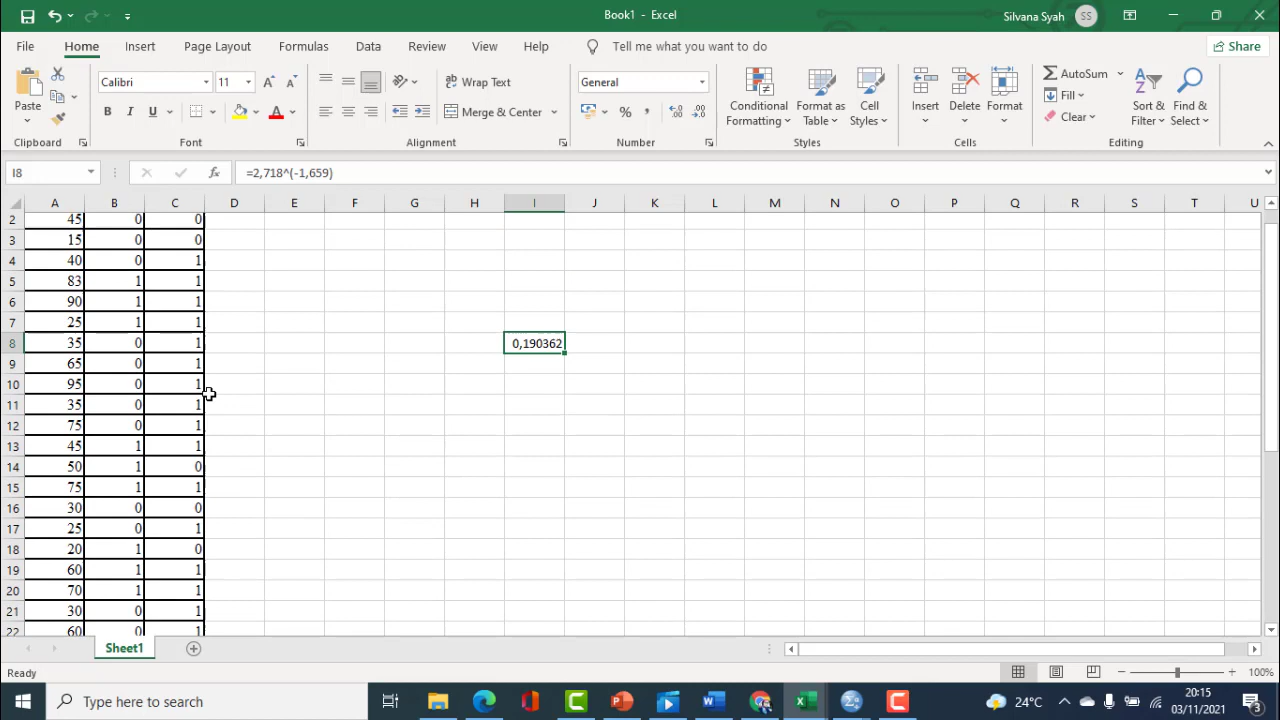 Book1 - Excel
Silvana Syah
SS
File Home Insert Page Layout Formulas Data Review View Help Tell me what you want to do
Share
Paste
Calibri 11
Wrap Text
General
Conditional Formatting
Format as Table
Cell Styles
Insert
Delete
Format
AutoSum
Fill
Clear
Sort & Filter
Find & Select
B I U
Merge & Center
Clipboard Font Alignment Number Styles Cells Editing
I8 fx =2,718^(-1,659)
A B C D E F G H I J K L M N O P Q R S T U
2 45 0 0
3 15 0 0
4 40 0 1
5 83 1 1
6 90 1 1
7 25 1 1
8 35 0 1 0,190362
9 65 0 1
10 95 0 1
11 35 0 1
12 75 0 1
13 45 1 1
14 50 1 0
15 75 1 1
16 30 0 0
17 25 0 1
18 20 1 0
19 60 1 1
20 70 1 1
21 30 0 1
22 60 0 1
Sheet1
Ready
100%
Type here to search
24°C
20:15
03/11/2021
3